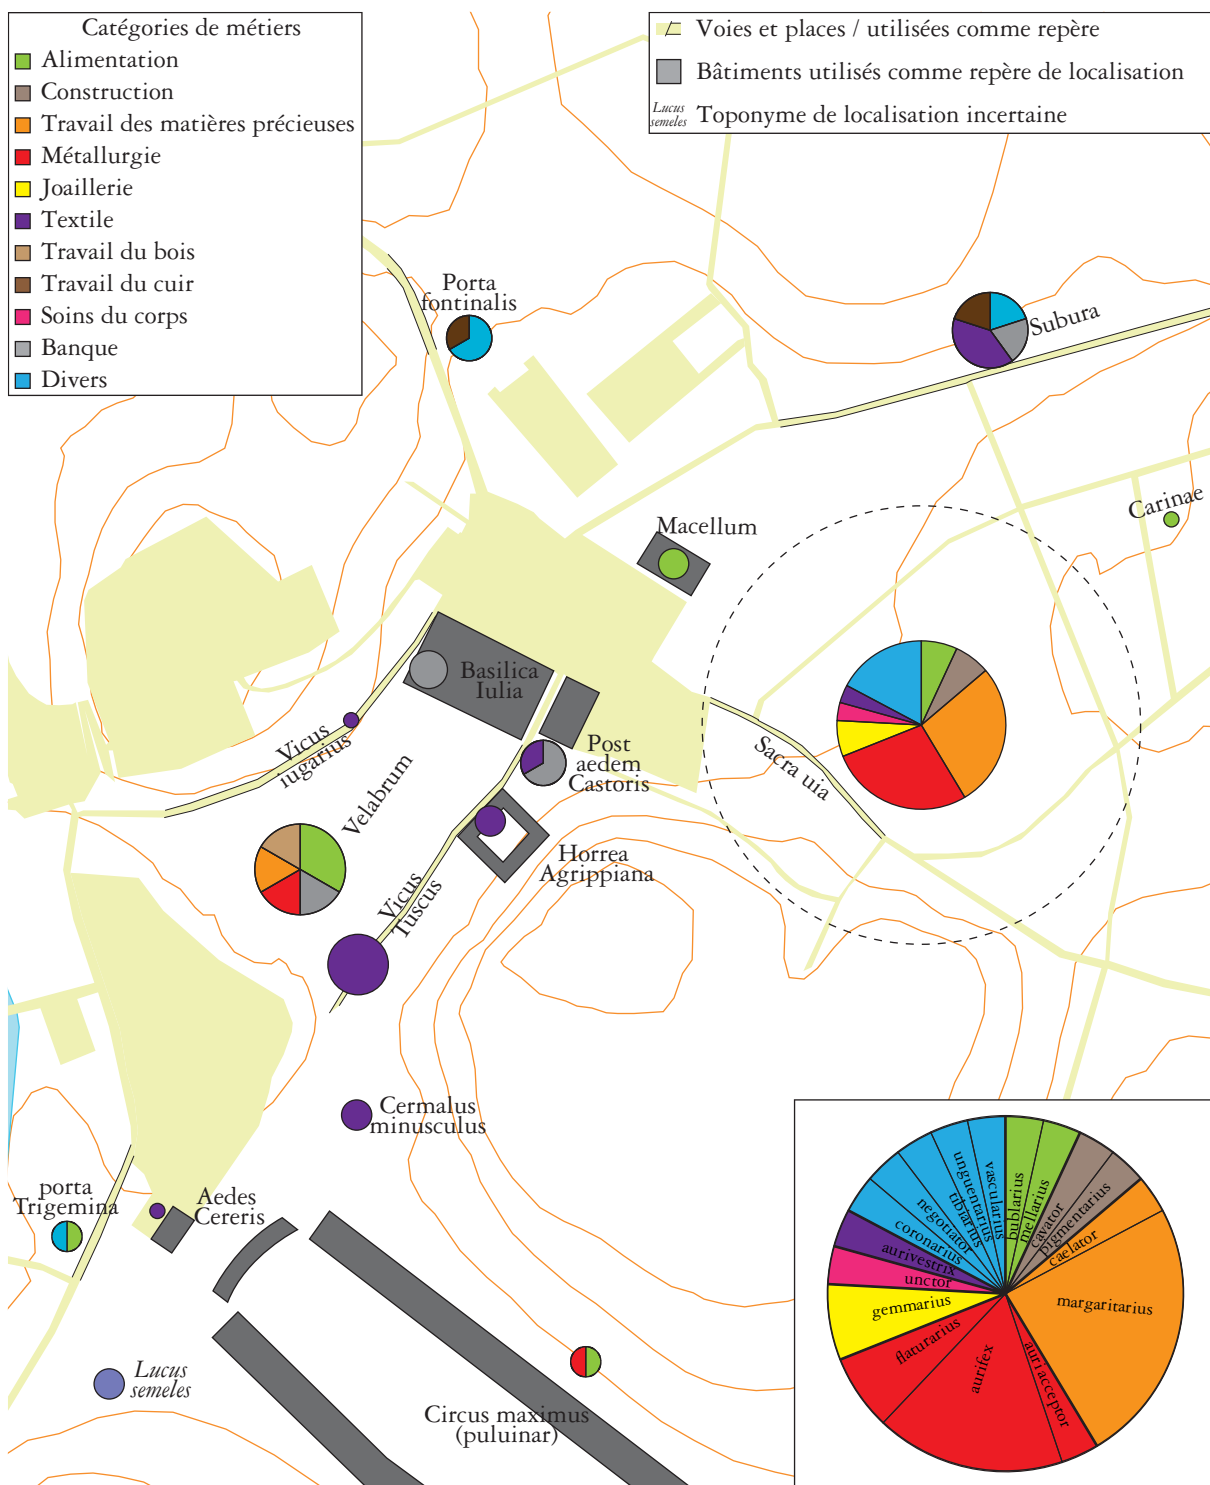 Catégories de métiers
Alimentation
Construction
Travail des matières précieuses
Métallurgie
Joaillerie
Textile
Travail du bois
Travail du cuir
Soins du corps
Banque
Divers
Voies et places / utilisées comme repère
Bâtiments utilisés comme repère de localisation
Lucus
semeles
Toponyme de localisation incertaine
Porta
fontinalis
Subura
Carinae
Macellum
Basilica
Iulia
Vicus
iugarius
Post
aedem
Castoris
Sacra uia
Velabrum
Horrea
Agrippiana
Vicus
Tuscus
Cermalus
minusculus
porta
Trigemina
Aedes
Cereris
Lucus
semeles
Circus maximus
(puluinar)
bublarius
mellarius
cavator
pigmentarius
caelator
margaritarius
auriacceptor
aurifex
flaturarius
gemmarius
unctor
aurivestrix
coronarius
negotiator
tibiarius
unguentarius
vascularius